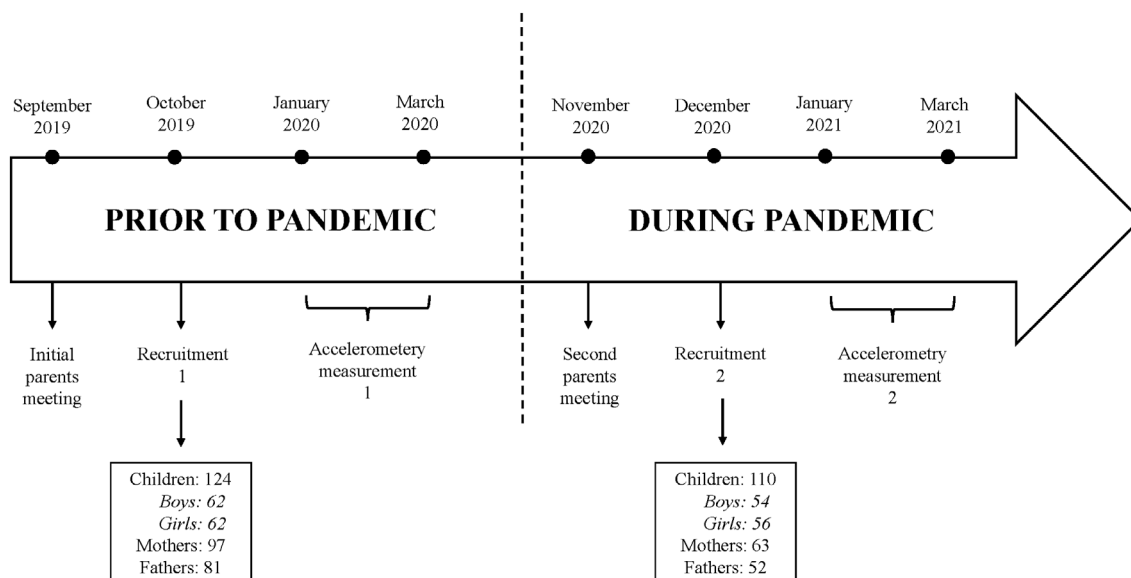 September
2019
October
2019
January
2020
March
2020
November
2020
December
2020
January
2021
March
2021
PRIOR TO PANDEMIC
DURING PANDEMIC
Initial
parents
meeting
Recruitment
1
Accelerometery
measurement
1
Second
parents
meeting
Recruitment
2
Accelerometry
measurement
2
Children: 124
Boys: 62
Girls: 62
Mothers: 97
Fathers: 81
Children: 110
Boys: 54
Girls: 56
Mothers: 63
Fathers: 52